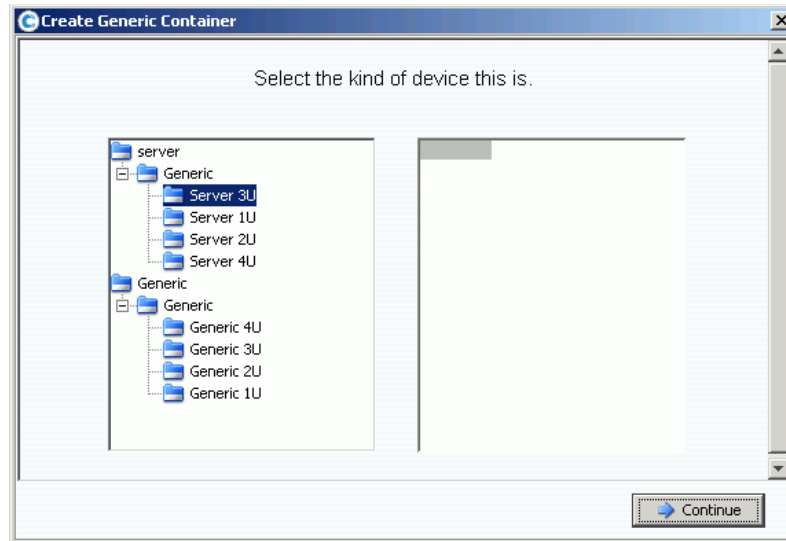 Create Generic Container
Select the kind of device this is.
server
Generic
Server 3U
Server 1U
Server 2U
Server 4U
Generic
Generic
Generic 4U
Generic 3U
Generic 2U
Generic 1U
Continue